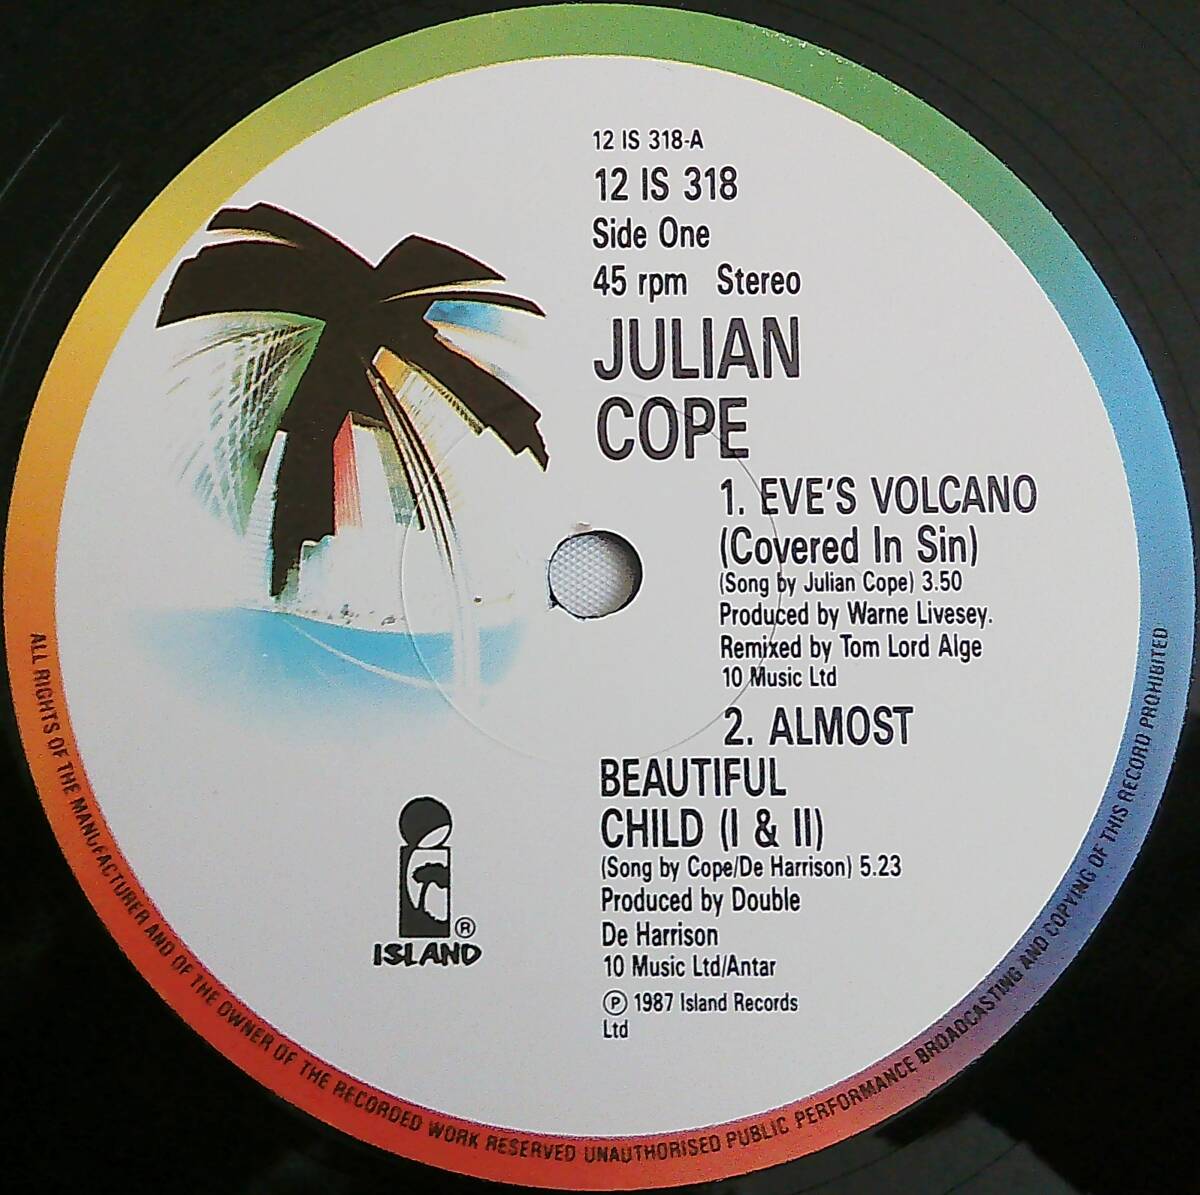 12 IS 318-A
12 IS 318
Side One
45 rpm Stereo
JULIAN
COPE
1. EVE'S VOLCANO
(Covered In Sin)
(Song by Julian Cope) 3.50
Produced by Warne Livesey.
Remixed by Tom Lord Alge
10 Music Ltd
2. ALMOST
BEAUTIFUL
CHILD (I & II)
(Song by Cope/De Harrison) 5.23
Produced by Double
De Harrison
10 Music Ltd/Antar
Ⓟ 1987 Island Records
Ltd
®
ISLAND
ALL RIGHTS OF THE MANUFACTURER AND OF THE OWNER OF THE RECORDED WORK RESERVED UNAUTHORISED PUBLIC PERFORMANCE BROADCASTING AND COPYING OF THIS RECORD PROHIBITED